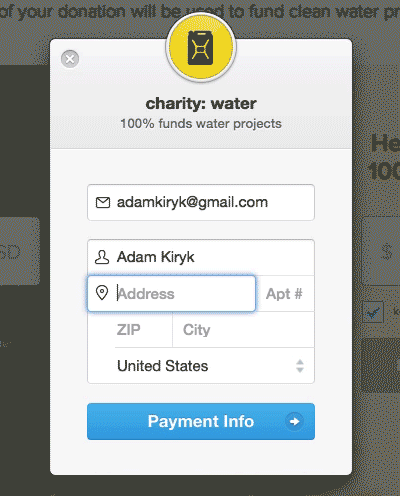 of your donation will be used to fund clean water pr
charity: water
100% funds water projects
He
100
adamkiryk@gmail.com
SD
$
Adam Kiryk
Address
Apt #
ZIP
City
United States
Payment Info